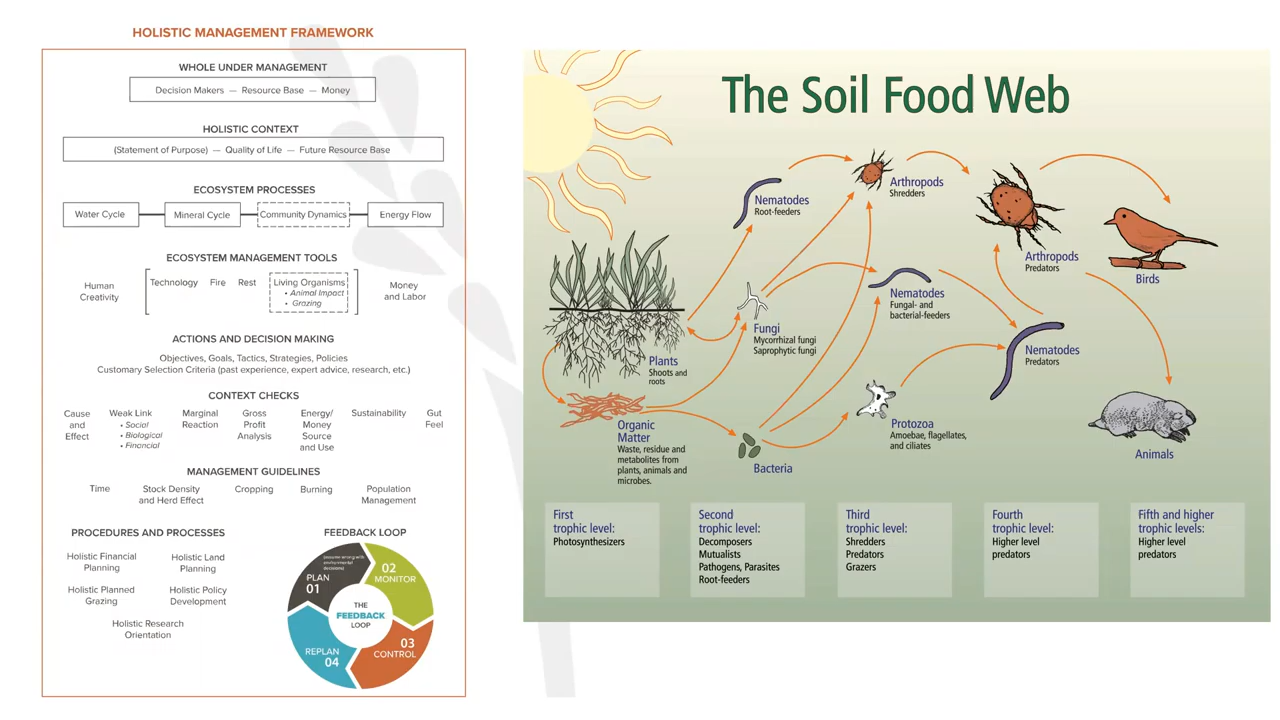 HOLISTIC MANAGEMENT FRAMEWORK
WHOLE UNDER MANAGEMENT
Decision Makers — Resource Base — Money
HOLISTIC CONTEXT
(Statement of Purpose) — Quality of Life — Future Resource Base
ECOSYSTEM PROCESSES
Water Cycle
Mineral Cycle
Community Dynamics
Energy Flow
ECOSYSTEM MANAGEMENT TOOLS
Human
Creativity
Technology
Fire
Rest
Living Organisms
• Animal Impact
• Grazing
Money
and Labor
ACTIONS AND DECISION MAKING
Objectives, Goals, Tactics, Strategies, Policies
Customary Selection Criteria (past experience, expert advice, research, etc.)
CONTEXT CHECKS
Cause
and
Effect
Weak Link
• Social
• Biological
• Financial
Marginal
Reaction
Gross
Profit
Analysis
Energy/
Money
Source
and Use
Sustainability
Gut
Feel
MANAGEMENT GUIDELINES
Time
Stock Density
and Herd Effect
Cropping
Burning
Population
Management
PROCEDURES AND PROCESSES
Holistic Financial
Planning
Holistic Land
Planning
Holistic Planned
Grazing
Holistic Policy
Development
Holistic Research
Orientation
FEEDBACK LOOP
(assume wrong with
environmental
decisions)
PLAN
01
02
MONITOR
03
CONTROL
REPLAN
04
THE
FEEDBACK
LOOP
The Soil Food Web
Nematodes
Root-feeders
Arthropods
Shredders
Arthropods
Predators
Birds
Plants
Shoots and
roots
Fungi
Mycorrhizal fungi
Saprophytic fungi
Nematodes
Fungal- and
bacterial-feeders
Nematodes
Predators
Organic
Matter
Waste, residue and
metabolites from
plants, animals and
microbes.
Bacteria
Protozoa
Amoebae, flagellates,
and ciliates
Animals
First
trophic level:
Photosynthesizers
Second
trophic level:
Decomposers
Mutualists
Pathogens, Parasites
Root-feeders
Third
trophic level:
Shredders
Predators
Grazers
Fourth
trophic level:
Higher level
predators
Fifth and higher
trophic levels:
Higher level
predators